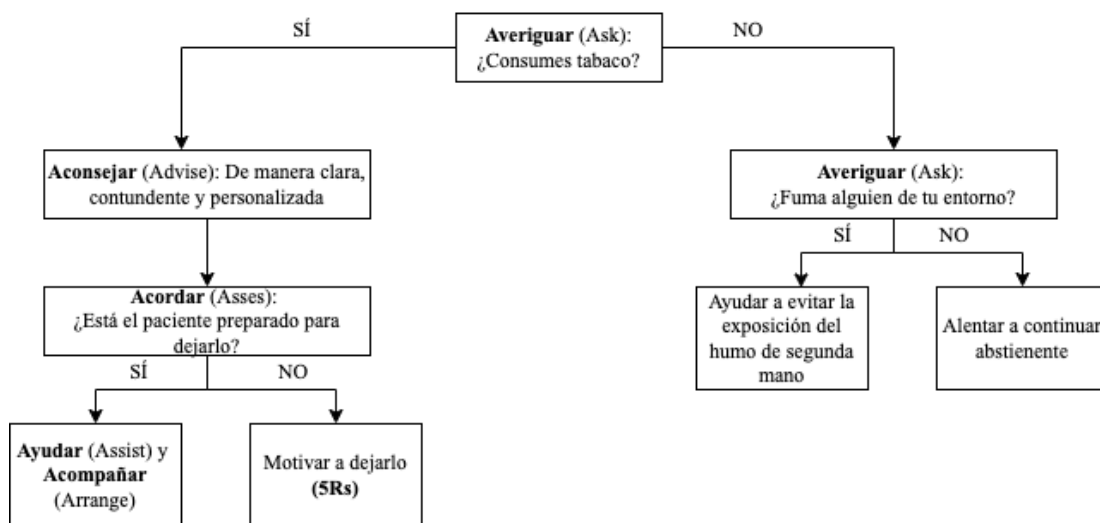 SÍ
Averiguar (Ask):
¿Consumes tabaco?
NO
Aconsejar (Advise): De manera clara,
contundente y personalizada
Averiguar (Ask):
¿Fuma alguien de tu entorno?
SÍ
NO
Acordar (Asses):
¿Está el paciente preparado para
dejarlo?
Ayudar a evitar la
exposición del
humo de segunda
mano
Alentar a continuar
abstienente
SÍ
NO
Ayudar (Assist) y
Acompañar
(Arrange)
Motivar a dejarlo
(5Rs)